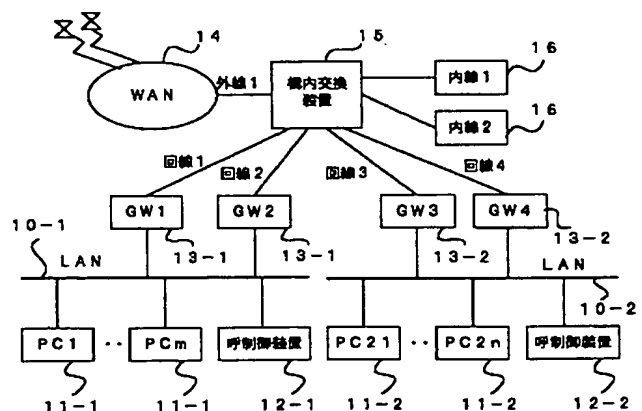 14
15
16
WAN
外線1
構内交換
装置
内線1
内線2
16
回線1
回線2
回線3
回線4
GW1
GW2
GW3
GW4
10-1
13-1
13-1
13-2
13-2
LAN
LAN
10-2
PC1
‥
PCm
呼制御装置
PC21
‥
PC2n
呼制御装置
11-1
11-1
12-1
11-2
11-2
12-2